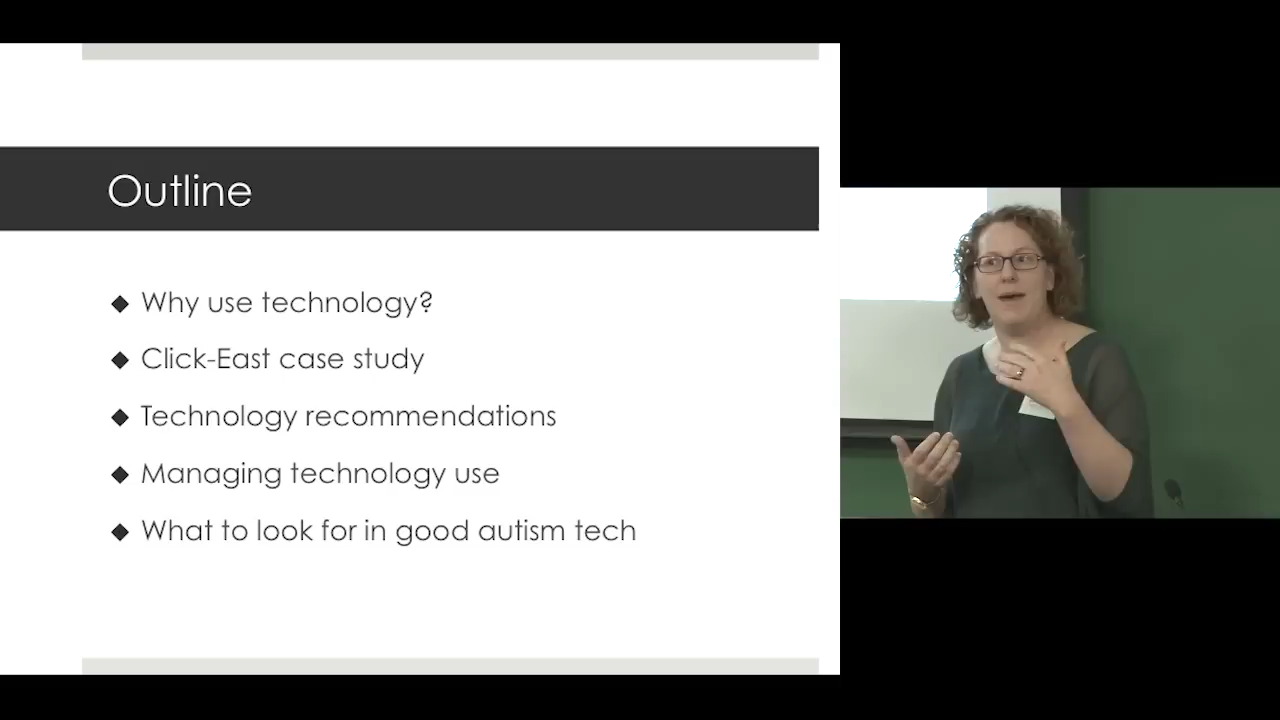 Outline
Why use technology?
Click-East case study
Technology recommendations
Managing technology use
What to look for in good autism tech